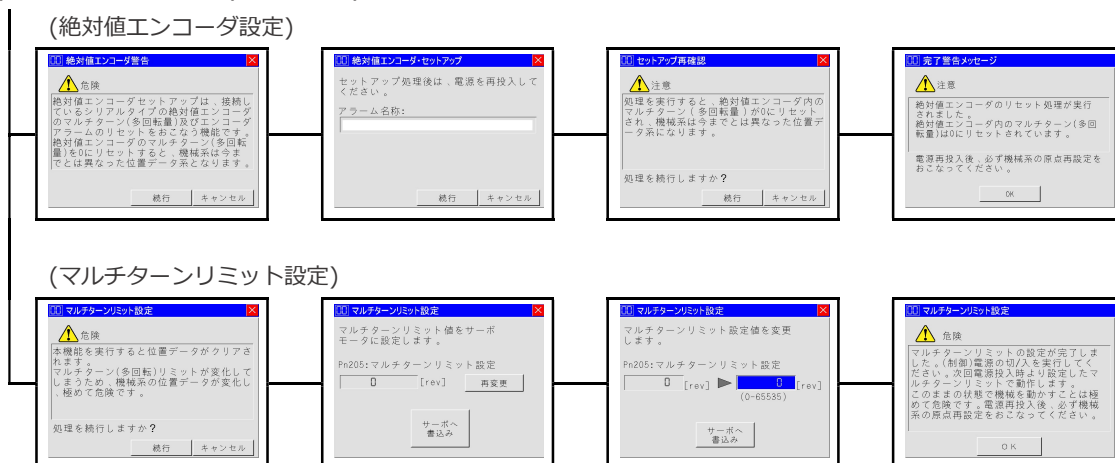 (絶対値エンコーダ設定)
絶対値エンコーダ警告
危険
絶対値エンコーダセットアップは、接続し
ているシリアルタイプの絶対値エンコーダ
のマルチターン(多回転量)及びエンコーダ
アラームのリセットをおこなう機能です。
絶対値エンコーダのマルチターン(多回転
量)を0にリセットすると、機械系は今ま
でとは異なった位置データ系となります。
続行
キャンセル
絶対値エンコーダ・セットアップ
セットアップ処理後は、電源を再投入して
ください。
アラーム名称:
続行
キャンセル
セットアップ再確認
注意
処理を実行すると、絶対値エンコーダ内の
マルチターン(多回転量)が0にリセット
され、機械系は今までとは異なった位置デ
ータ系になります。
処理を続行しますか?
続行
キャンセル
完了警告メッセージ
注意
絶対値エンコーダのリセット処理が実行
されました。
絶対値エンコーダ内のマルチターン(多回
転量)は0にリセットされています。
電源再投入後、必ず機械系の原点再設定を
おこなってください。
OK
(マルチターンリミット設定)
マルチターンリミット設定
危険
本機能を実行すると位置データがクリアさ
れます。
マルチターン(多回転)リミットが変化して
しまうため、機械系の位置データが変化し
、極めて危険です。
処理を続行しますか?
続行
キャンセル
マルチターンリミット設定
マルチターンリミット値をサーボ
モータに設定します。
Pn205:マルチターンリミット設定
0 [rev] 再変更
サーボへ
書込み
マルチターンリミット設定
マルチターンリミット設定値を変更
します。
Pn205:マルチターンリミット設定
0 [rev] 0 [rev]
(0-65535)
サーボへ
書込み
マルチターンリミット設定
危険
マルチターンリミットの設定が完了しま
した。(制御)電源の切/入を実行してく
ださい。次回電源投入時より設定したマ
ルチターンリミットで動作します。
このままの状態で機械を動かすことは極
めて危険です。電源再投入後、必ず機械
系の原点再設定をおこなってください。
OK